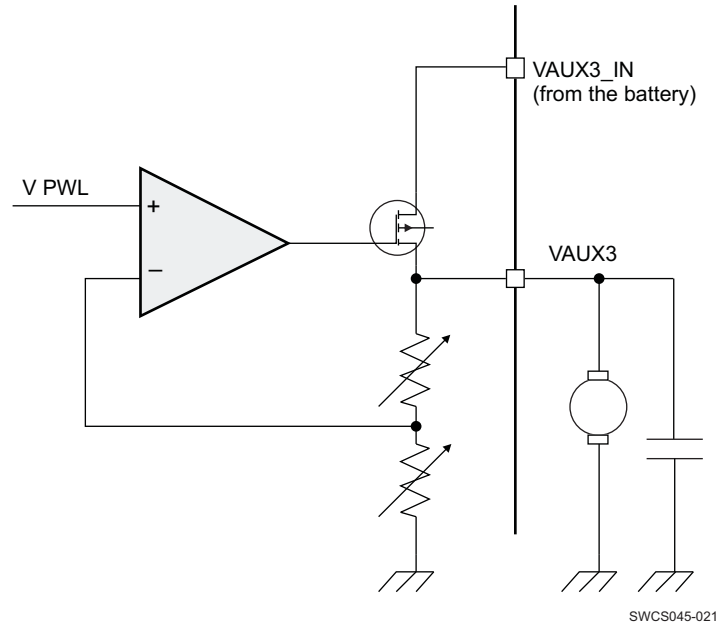 VAUX3_IN
(from the battery)
V PWL
+
−
VAUX3
SWCS045-021